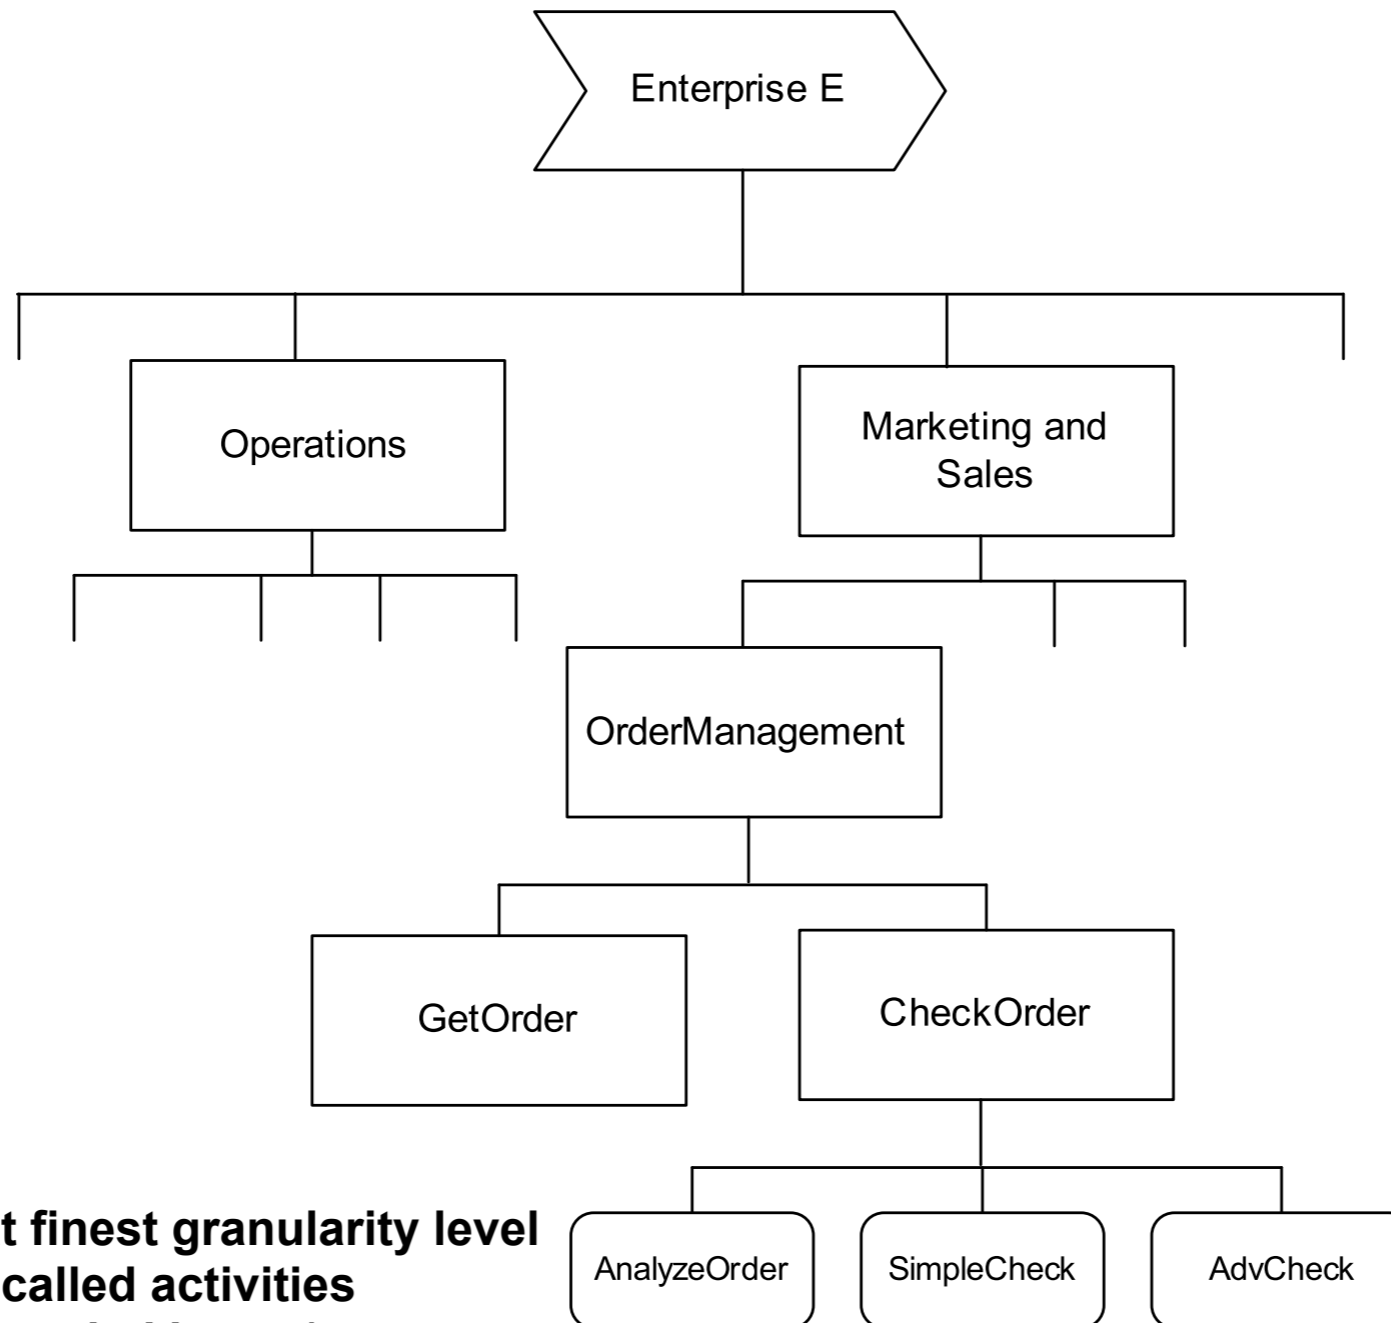 Enterprise E
Operations
Marketing and
Sales
OrderManagement
GetOrder
CheckOrder
t finest granularity level
called activities
AnalyzeOrder
SimpleCheck
AdvCheck